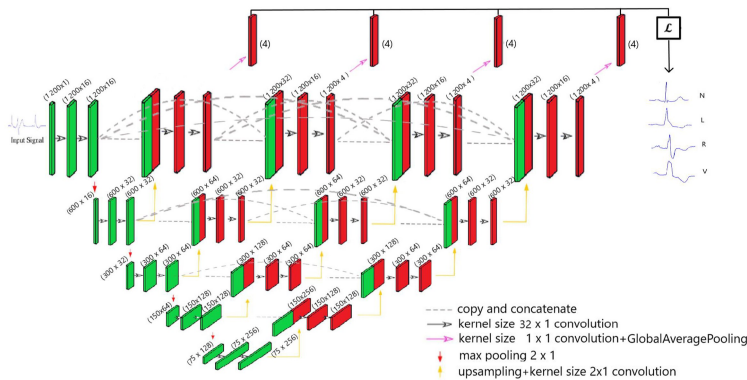 (4) (4) (4) (4) ℒ
(1200x1) (1200x16) (1200x16) (1200x32) (1200x16) (1200x4) (1200x32) (1200x16) (1200x4) (1200x32) (1200x16) (1200x4)
Input Signal
N
L
R
V
(600 x 16) (600 x 32) (600 x 32) (600 x 64) (600 x 32) (600 x 32) (600 x 64) (600 x 32) (600 x 32) (600 x 64) (600 x 32) (600 x 32)
(300 x 32) (300 x 64) (300 x 64) (300 x 128) (300 x 64) (300 x 64) (300 x 128) (300 x 64) (300 x 64)
(150x64) (150x128) (150x128) (150x256) (150x128) (150x128)
(75 x 128) (75 x 256) (75 x 256)
copy and concatenate
kernel size 32 x 1 convolution
kernel size 1 x 1 convolution+GlobalAveragePooling
max pooling 2 x 1
upsampling+kernel size 2x1 convolution